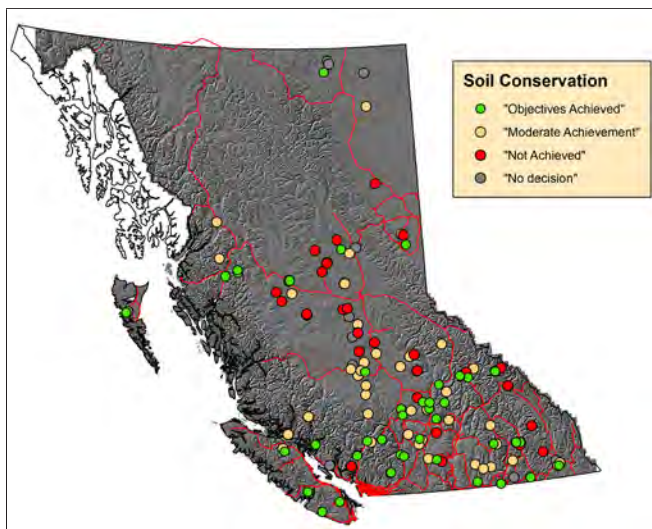 Soil Conservation
"Objectives Achieved"
"Moderate Achievement"
"Not Achieved"
"No decision"